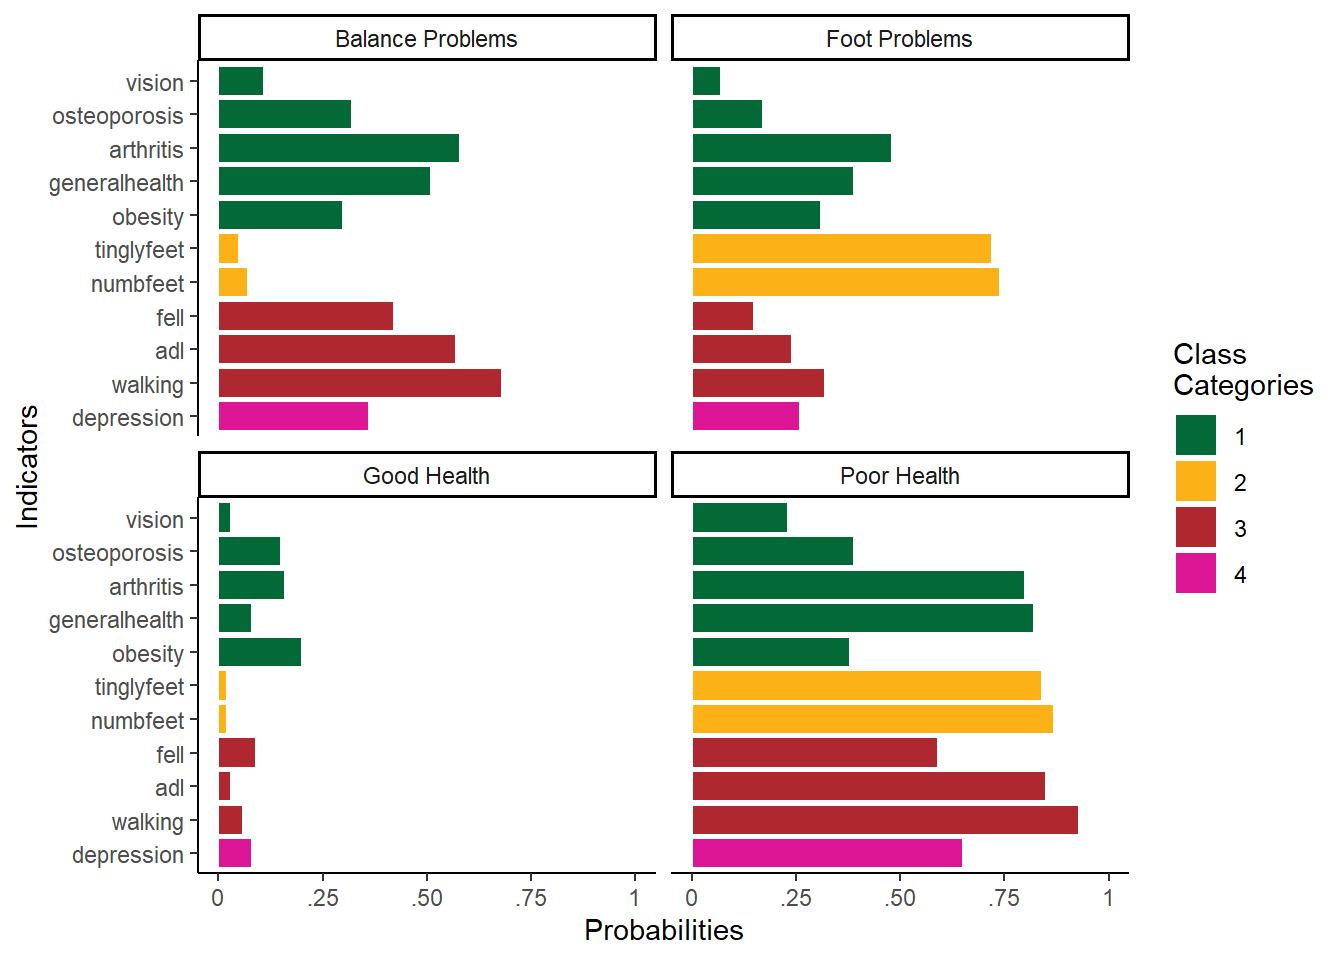 Balance Problems
Foot Problems
vision
osteoporosis
arthritis
generalhealth
obesity
tinglyfeet
numbfeet
fell
adl
walking
depression
Good Health
Poor Health
vision
osteoporosis
arthritis
generalhealth
obesity
tinglyfeet
numbfeet
fell
adl
walking
depression
0 .25 .50 .75 1
0 .25 .50 .75 1
Probabilities
Indicators
Class
Categories
1
2
3
4